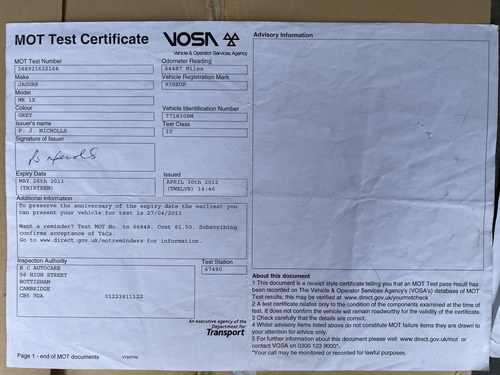 MOT Test Certificate
VOSA
Vehicle & Operator Services Agency
MOT Test Number
Odometer Reading
64487 Miles
Make
Vehicle Registration Mark
JAGUAR
970XUP
Model
MK 1X
Colour
Vehicle Identification Number
GREY
771830BW
Issuer's name
Test Class
P. J. NICHOLLS
IV
Signature of Issuer
Expiry Date
Issued
MAY 26th 2013
(THIRTEEN)
APRIL 30th 2012
(TWELVE) 14:46
Additional Information
To preserve the anniversary of the expiry date the earliest you
can present your vehicle for test is 27/04/2013
Want a reminder? Text MOT No. to 66848. Cost £1.50. Subscribing
confirms acceptance of T&Cs.
Go to www.direct.gov.uk/motreminders for information.
Inspection Authority
Test Station
E C AUTOCARE
67490
54 HIGH STREET
BOTTISHAM
CAMBRIDGE
CB5 9DA
01223811122
An executive agency of the
Department for
Transport
Page 1 - end of MOT documents
Advisory Information
About this document
1 This document is a receipt style certificate telling you that an MOT Test pass result has
been recorded on The Vehicle & Operator Services Agency's (VOSA's) database of MOT
Test results; this may be verified at www.direct.gov.uk/yourmotcheck
2 A test certificate relates only to the condition of the components examined at the time of
test. It does not confirm the vehicle will remain roadworthy for the validity of the certificate.
3 Check carefully that the details are correct.
4 Whilst advisory items listed above do not constitute MOT failure items they are drawn to
your attention for advice only.
5 For further information about this document please visit www.direct.gov.uk/mot or
contact VOSA on 0300 123 9000*.
*Your call may be monitored or recorded for lawful purposes.